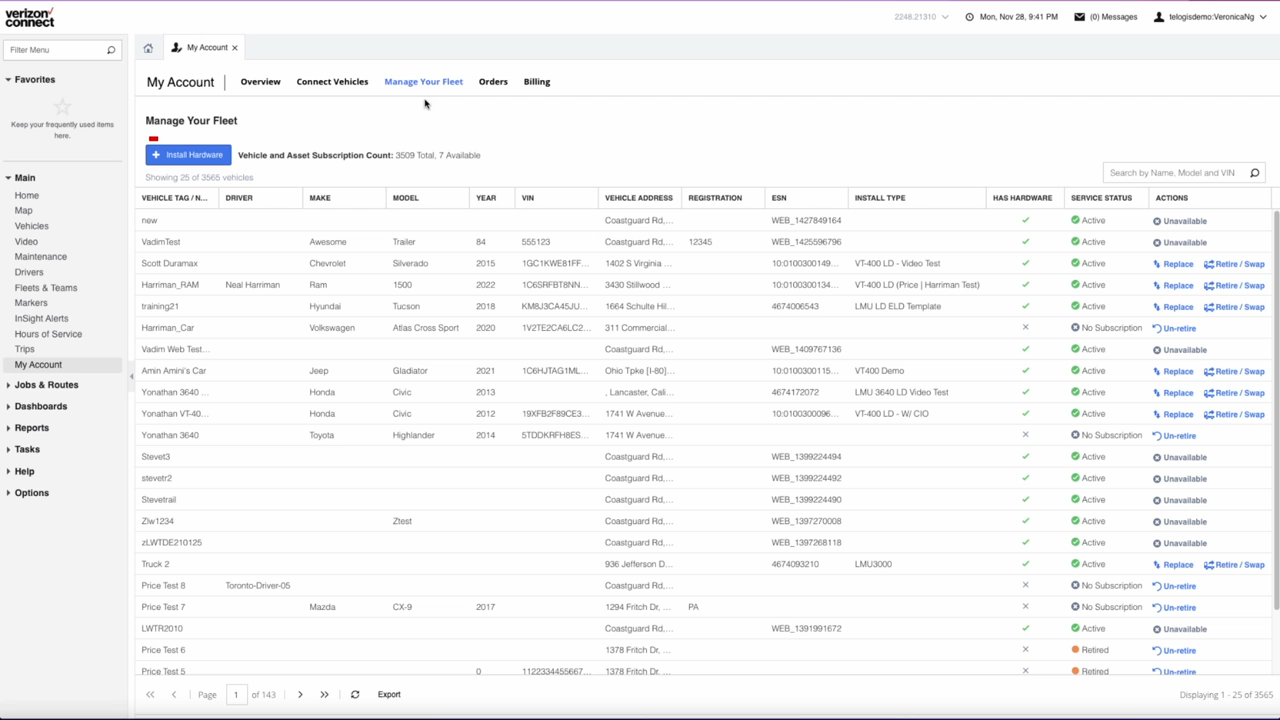 verizon✓
connect
2248.21310
Mon, Nov 28, 9:41 PM
(0) Messages
telogisdemo:VeronicaNg
Filter Menu
My Account
Favorites
Keep your frequently used items
here.
Main
Home
Map
Vehicles
Video
Maintenance
Drivers
Fleets & Teams
Markers
InSight Alerts
Hours of Service
Trips
My Account
Jobs & Routes
Dashboards
Reports
Tasks
Help
Options
My Account Overview Connect Vehicles Manage Your Fleet Orders Billing
Manage Your Fleet
+ Install Hardware Vehicle and Asset Subscription Count: 3509 Total, 7 Available
Showing 25 of 3565 vehicles
Search by Name, Model and VIN
VEHICLE TAG / N... DRIVER MAKE MODEL YEAR VIN VEHICLE ADDRESS REGISTRATION ESN INSTALL TYPE HAS HARDWARE SERVICE STATUS ACTIONS
new Coastguard Rd,... WEB_1427849164 Active Unavailable
VadimTest Awesome Trailer 84 555123 Coastguard Rd,... 12345 WEB_1425596796 Active Unavailable
Scott Duramax Chevrolet Silverado 2015 1GC1KWE81FF... 1402 S Virginia ... 10:0100300149... VT-400 LD - Video Test Active Replace Retire / Swap
Harriman_RAM Neal Harriman Ram 1500 2022 1C6SRFBT8NN... 3430 Stillwood ... 10:0100300134... VT-400 LD (Price | Harriman Test) Active Replace Retire / Swap
training21 Hyundai Tucson 2018 KM8J3CA45JU... 1664 Schulte Hil... 4674006543 LMU LD ELD Template Active Replace Retire / Swap
Harriman_Car Volkswagen Atlas Cross Sport 2020 1V2TE2CA6LC2... 311 Commercial... No Subscription Un-retire
Vadim Web Test... Coastguard Rd,... WEB_1409767136 Active Unavailable
Amin Amini's Car Jeep Gladiator 2021 1C6HJTAG1ML... Ohio Tpke [I-80]... 10:0100300115... VT400 Demo Active Replace Retire / Swap
Yonathan 3640 ... Honda Civic 2013 , Lancaster, Cali... 4674172072 LMU 3640 LD Video Test Active Replace Retire / Swap
Yonathan VT-40... Honda Civic 2012 19XFB2F89CE3... 1741 W Avenue... 10:0100300096... VT-400 LD - W/ CIO Active Replace Retire / Swap
Yonathan 3640 Toyota Highlander 2014 5TDDKRFH8ES... 1741 W Avenue... No Subscription Un-retire
Stevet3 Coastguard Rd,... WEB_1399224494 Active Unavailable
stevetr2 Coastguard Rd,... WEB_1399224492 Active Unavailable
Stevetrail Coastguard Rd,... WEB_1399224490 Active Unavailable
Zlw1234 Ztest Coastguard Rd,... WEB_1397270008 Active Unavailable
zLWTDE210125 Coastguard Rd,... WEB_1397268118 Active Unavailable
Truck 2 936 Jefferson D... 4674093210 LMU3000 Active Replace Retire / Swap
Price Test 8 Toronto-Driver-05 Coastguard Rd,... No Subscription Un-retire
Price Test 7 Mazda CX-9 2017 1294 Fritch Dr, ... PA No Subscription Un-retire
LWTR2010 Coastguard Rd,... WEB_1391991672 Active Unavailable
Price Test 6 1378 Fritch Dr, ... Retired Un-retire
Price Test 5 0 1122334455667... 1378 Fritch Dr, ... Retired Un-retire
Page 1 of 143 Export Displaying 1 - 25 of 3565